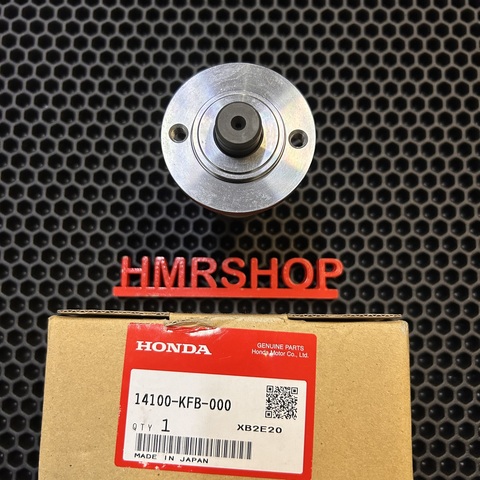 HMRSHOP
HONDA
GENUINE PARTS
Honda Motor Co., Ltd.
14100-KFB-000
QTY 1
XB2E20
MADE IN JAPAN